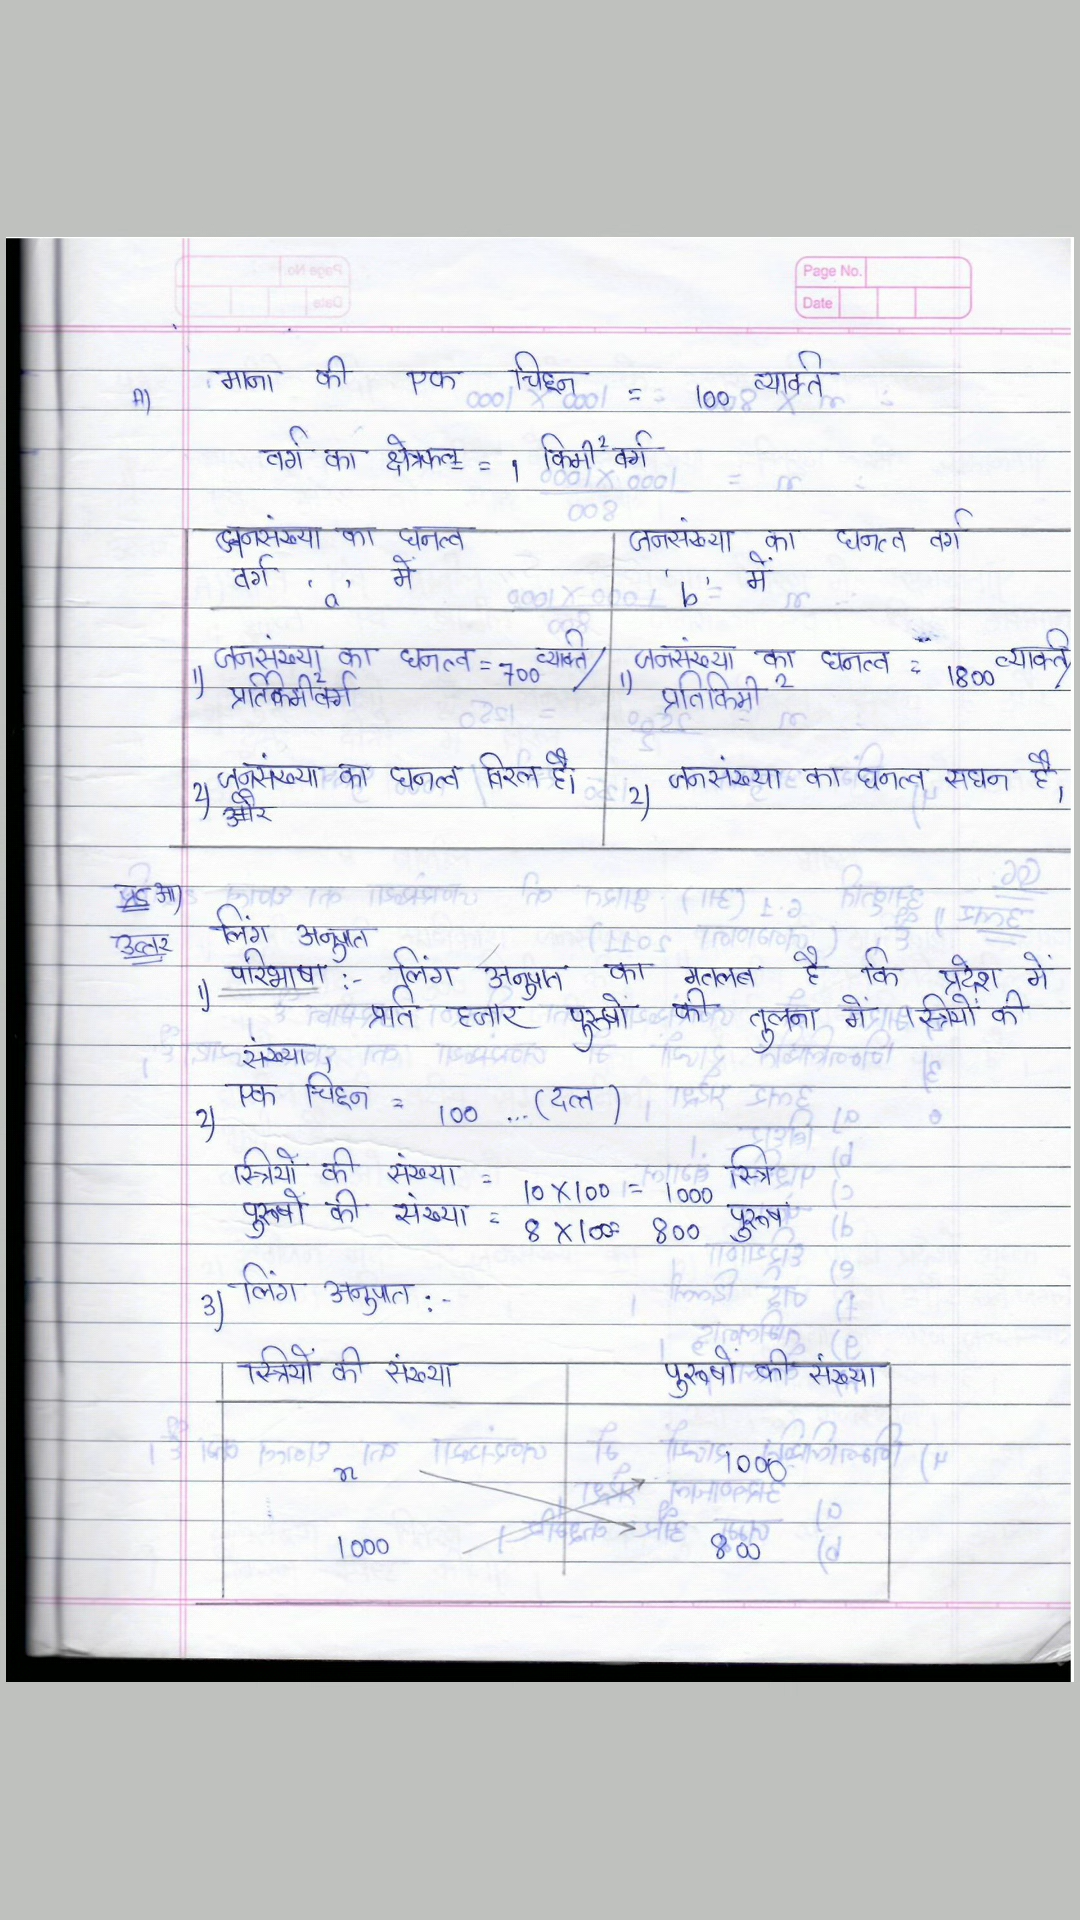 Page No.
Date
A) माना की एक चिह्न = 100 व्यक्ति
वर्ग का क्षेत्रफल = 1 किमी² वर्ग
जनसंख्या का घनत्व
वर्ग 'a' में
जनसंख्या का घनत्व वर्ग
'b' में
1) जनसंख्या का घनत्व = 700 व्यक्ति/
प्रतिकिमी² वर्ग
1) जनसंख्या का घनत्व = 1800 व्यक्ति/
प्रतिकिमी²
2) जनसंख्या का घनत्व विरल है।
और
2) जनसंख्या का घनत्व सघन है।
आ)
उत्तर लिंग अनुपात
1) परिभाषा :- लिंग अनुपात का मतलब है कि प्रदेश में
प्रति हजार पुरुषों की तुलना में स्त्रियों की
संख्या।
2) एक चिह्न = 100 ... (दत्त)
स्त्रियों की संख्या = 10 X 100 = 1000 स्त्रि
पुरुषों की संख्या = 8 X 100= 800 पुरुष
3) लिंग अनुपात :-
स्त्रियों की संख्या पुरुषों की संख्या
x 1000
1000 800